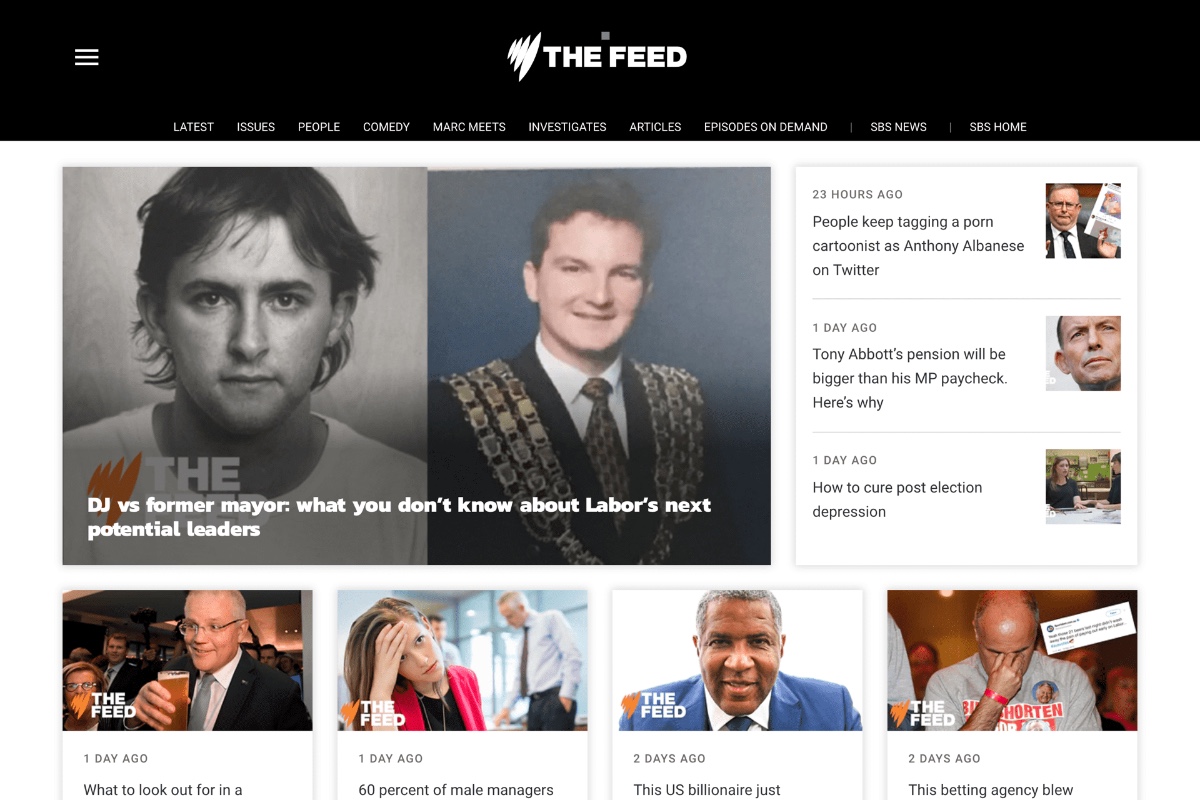 THE FEED
LATEST ISSUES PEOPLE COMEDY MARC MEETS INVESTIGATES ARTICLES EPISODES ON DEMAND | SBS NEWS | SBS HOME
THE
FEED
DJ vs former mayor: what you don’t know about Labor’s next
potential leaders
23 HOURS AGO
People keep tagging a porn
cartoonist as Anthony Albanese
on Twitter
1 DAY AGO
Tony Abbott’s pension will be
bigger than his MP paycheck.
Here’s why
1 DAY AGO
How to cure post election
depression
THE
FEED
1 DAY AGO
What to look out for in a
THE
FEED
1 DAY AGO
60 percent of male managers
THE
FEED
2 DAYS AGO
This US billionaire just
THE
FEED
2 DAYS AGO
This betting agency blew